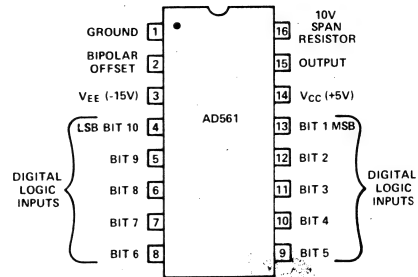 GROUND 1
BIPOLAR
OFFSET 2
VEE (-15V) 3
LSB BIT 10 4
BIT 9 5
BIT 8 6
BIT 7 7
BIT 6 8
DIGITAL
LOGIC
INPUTS
AD561
10V
16 SPAN
RESISTOR
15 OUTPUT
14 VCC (+5V)
13 BIT 1 MSB
12 BIT 2
11 BIT 3
10 BIT 4
9 BIT 5
DIGITAL
LOGIC
INPUTS